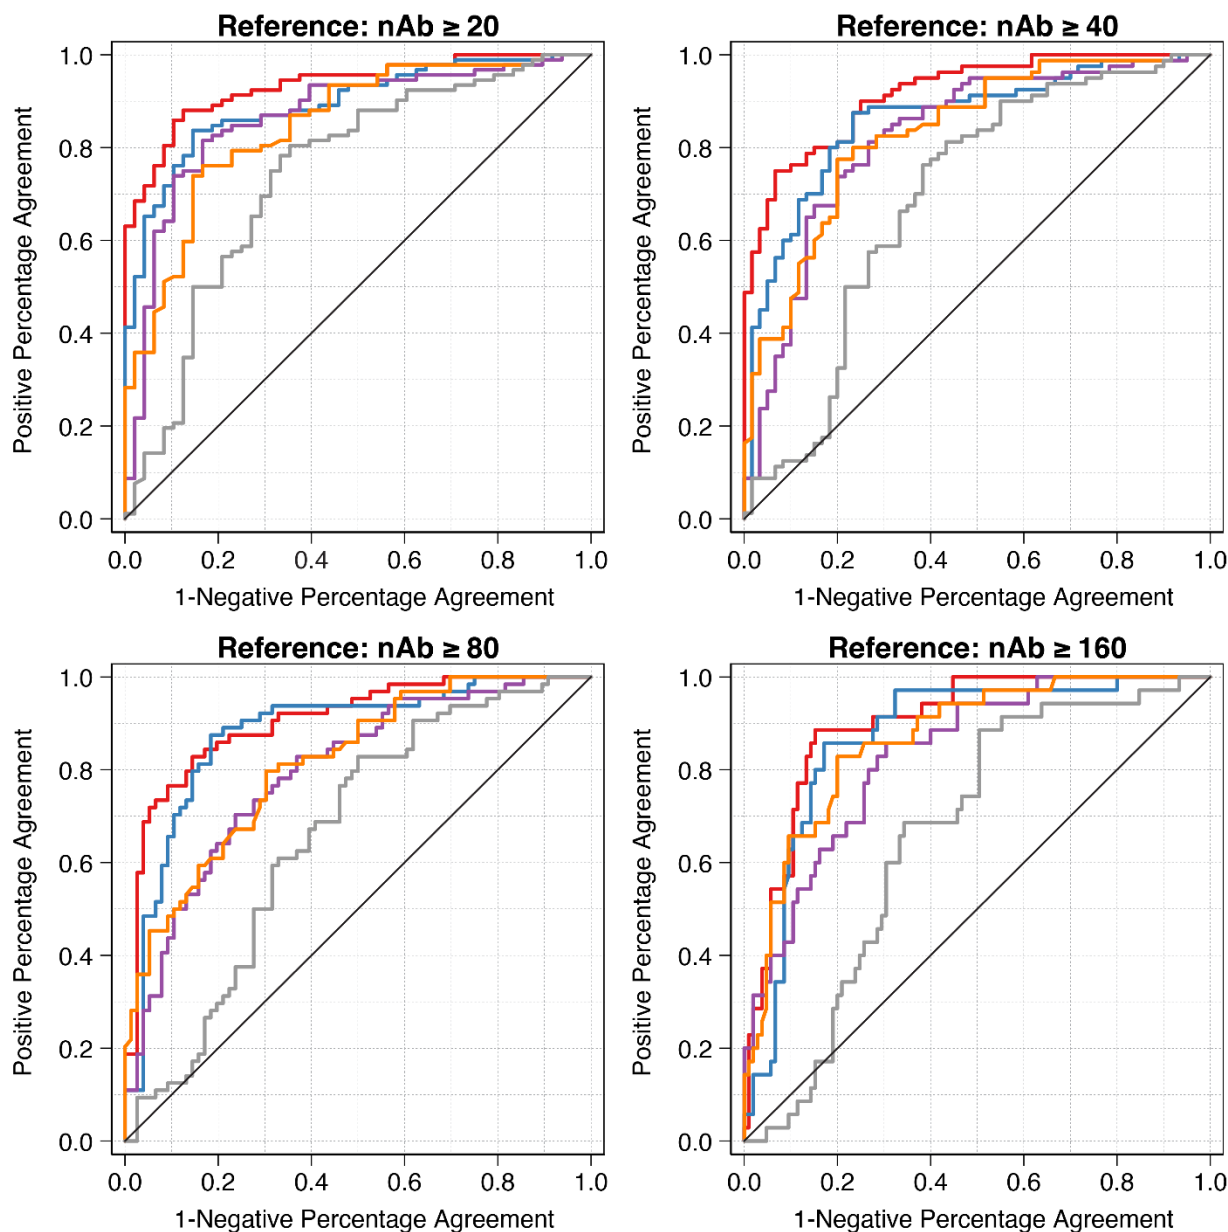 Reference: nAb ≥ 20
Positive Percentage Agreement
1.0
0.8
0.6
0.4
0.2
0.0
0.0 0.2 0.4 0.6 0.8 1.0
1-Negative Percentage Agreement
Reference: nAb ≥ 40
Positive Percentage Agreement
1.0
0.8
0.6
0.4
0.2
0.0
0.0 0.2 0.4 0.6 0.8 1.0
1-Negative Percentage Agreement
Reference: nAb ≥ 80
Positive Percentage Agreement
1.0
0.8
0.6
0.4
0.2
0.0
0.0 0.2 0.4 0.6 0.8 1.0
1-Negative Percentage Agreement
Reference: nAb ≥ 160
Positive Percentage Agreement
1.0
0.8
0.6
0.4
0.2
0.0
0.0 0.2 0.4 0.6 0.8 1.0
1-Negative Percentage Agreement